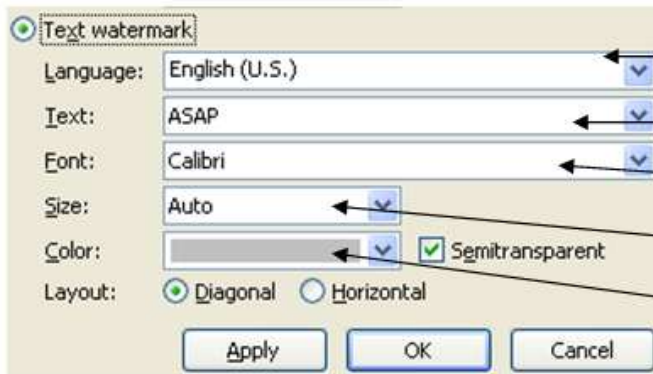 Text watermark
Language: English (U.S.)
Text: ASAP
Font: Calibri
Size: Auto
Color: Semitransparent
Layout: Diagonal Horizontal
Apply OK Cancel